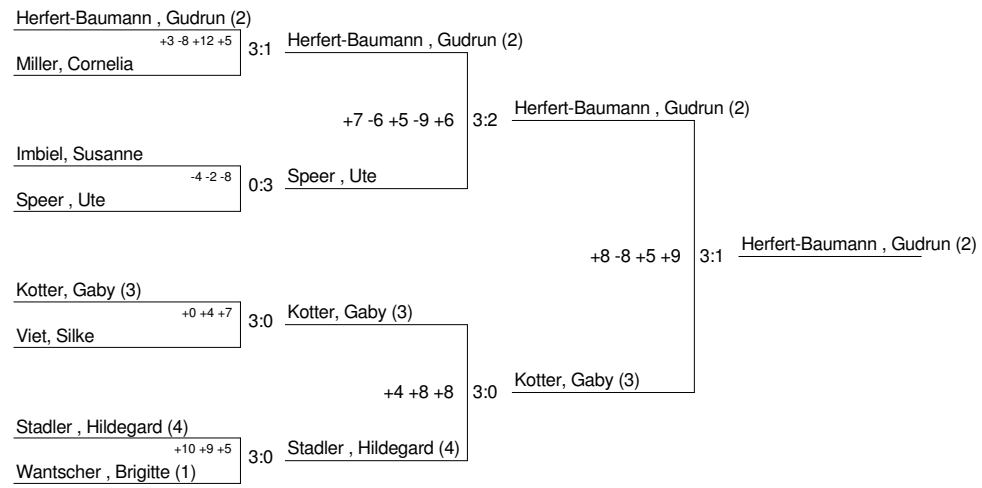 Herfert-Baumann , Gudrun (2)
+3 -8 +12 +5
3:1
Herfert-Baumann , Gudrun (2)
Miller, Cornelia
+7 -6 +5 -9 +6
3:2
Herfert-Baumann , Gudrun (2)
Imbiel, Susanne
-4 -2 -8
0:3
Speer , Ute
Speer , Ute
+8 -8 +5 +9
3:1
Herfert-Baumann , Gudrun (2)
Kotter, Gaby (3)
+0 +4 +7
3:0
Kotter, Gaby (3)
Viet, Silke
+4 +8 +8
3:0
Kotter, Gaby (3)
Stadler , Hildegard (4)
+10 +9 +5
3:0
Stadler , Hildegard (4)
Wantscher , Brigitte (1)